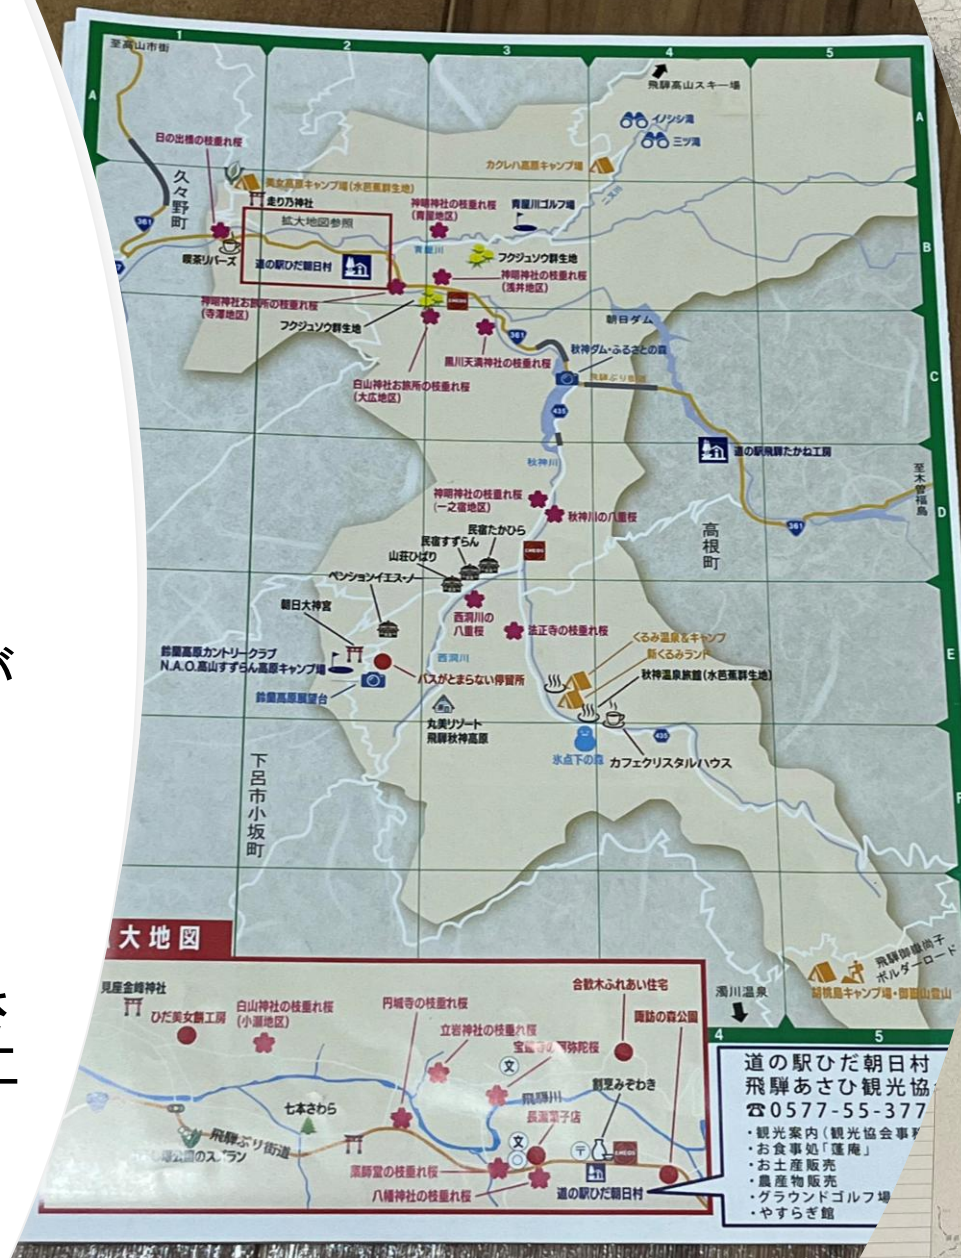 が
1
2
3
4
5
A
A
B
C
D
E
F
至高山市街
飛騨高山スキー場
イノシシ滝
三ツ滝
日の出橋の枝垂れ桜
カクレハ高原キャンプ場
久々野町
美女高原キャンプ場(水芭蕉群生地)
走り乃神社
神明神社の枝垂れ桜
(青屋地区)
青屋川ゴルフ場
拡大地図参照
361
喫茶リバーズ
道の駅ひだ朝日村
青屋川
フクジュソウ群生地
神明神社の枝垂れ桜
(浅井地区)
ENEOS
神明神社お旅所の枝垂れ桜
(寺澤地区)
フクジュソウ群生地
朝日ダム
361
黒川天満神社の枝垂れ桜
秋神ダム・ふるさとの森
飛騨ぶり街道
白山神社お旅所の枝垂れ桜
(大広地区)
435
道の駅飛騨たかね工房
秋神川
至木曽福島
神明神社の枝垂れ桜
(一之宿地区)
秋神川の八重桜
361
高根町
民宿たかひら
民宿すずらん
山荘ひばり
ENEOS
ペンションイエス・ノー
朝日大神宮
西洞川の
八重桜
法正寺の枝垂れ桜
くるみ温泉&キャンプ
新くるみランド
鈴蘭高原カントリークラブ
N.A.O.高山すずらん高原キャンプ場
西洞川
秋神温泉旅館(水芭蕉群生地)
バスがとまらない停留所
鈴蘭高原展望台
丸美リゾート
飛騨秋神高原
435
氷点下の森
カフェクリスタルハウス
下呂市小坂町
飛騨御嶽尚子
ボルダーロード
胡桃島キャンプ場・御嶽山登山
濁川温泉
大地図
見座金峰神社
ひだ美女餅工房
白山神社の枝垂れ桜
(小瀬地区)
円城寺の枝垂れ桜
合歓木ふれあい住宅
立岩神社の枝垂れ桜
諏訪の森公園
文
割烹みぞわき
飛騨川
七本さわら
飛騨ぶり街道
文
〒
ENEOS
薬師堂の枝垂れ桜
八幡神社の枝垂れ桜
道の駅ひだ朝日村
4
5
道の駅ひだ朝日村
飛騨あさひ観光協
☎0577-55-377
・観光案内(観光協会事務
・お食事処「蓬庵」
・お土産販売
・農産物販売
・グラウンドゴルフ場
・やすらぎ館